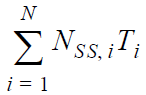 N
∑ N_{SS, i} T_i
i = 1